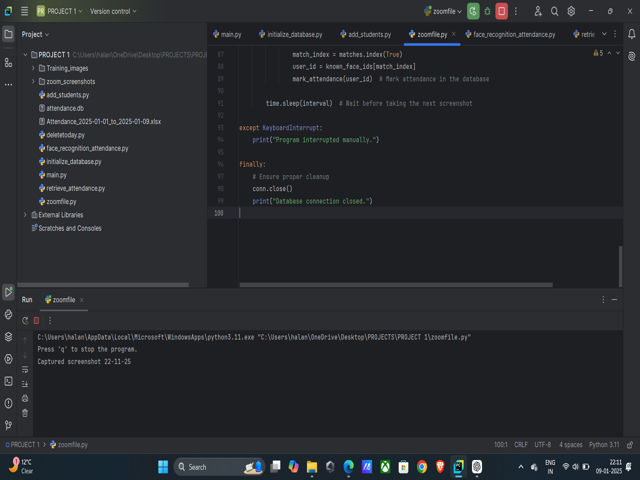 PR PROJECT 1
Version control
zoomfile
Project
main.py
initialize_database.py
add_students.py
zoomfile.py
face_recognition_attendance.py
PROJECT 1 C:\Users\halan\OneDrive\Desktop\PROJECTS\PROJ
Training_images
zoom_screenshots
add_students.py
attendance.db
Attendance_2025-01-01_to_2025-01-09.xlsx
deletetoday.py
face_recognition_attendance.py
initialize_database.py
main.py
retrieve_attendance.py
zoomfile.py
External Libraries
Scratches and Consoles
5
87 match_index = matches.index(True)
88 user_id = known_face_ids[match_index]
89 mark_attendance(user_id) # Mark attendance in the database
90
91 time.sleep(interval) # Wait before taking the next screenshot
92
93 except KeyboardInterrupt:
94 print("Program interrupted manually.")
95
96 finally:
97 # Ensure proper cleanup
98 conn.close()
99 print("Database connection closed.")
100
Run zoomfile
C:\Users\halan\AppData\Local\Microsoft\WindowsApps\python3.11.exe "C:\Users\halan\OneDrive\Desktop\PROJECTS\PROJECT 1\zoomfile.py"
Press 'q' to stop the program.
Captured screenshot 22-11-25
PROJECT 1 > zoomfile.py
100:1 CRLF UTF-8 4 spaces Python 3.11
12°C
Clear
Search
ENG
IN
22:11
09-01-2025